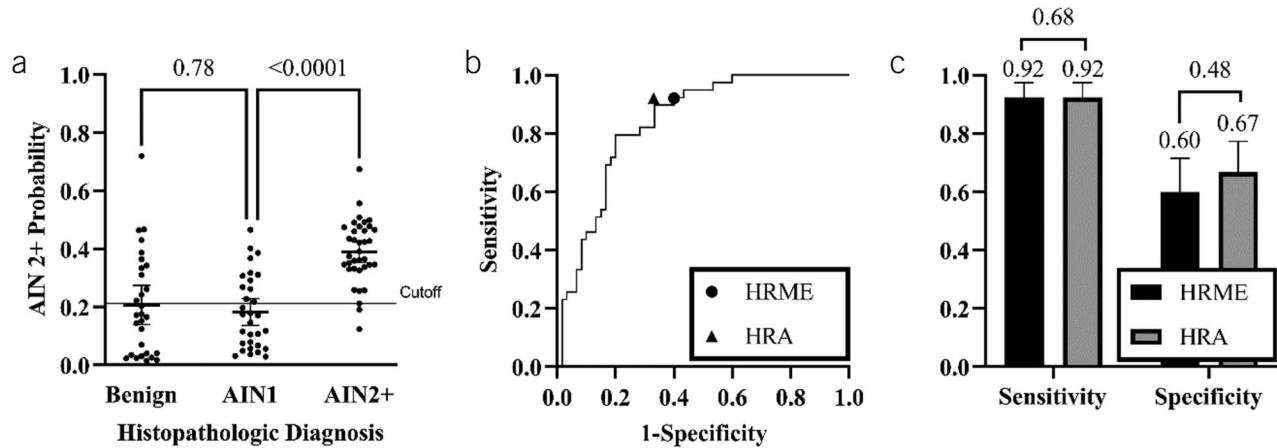 a
0.78
<0.0001
1.0
0.8
0.6
0.4
0.2
0.0
AIN 2+ Probability
Cutoff
Benign
AIN1
AIN2+
Histopathologic Diagnosis
b
1.0
0.8
0.6
0.4
0.2
0.0
Sensitivity
HRME
HRA
0.0
0.2
0.4
0.6
0.8
1.0
1-Specificity
c
0.68
0.92
0.92
0.48
0.60
0.67
1.0
0.8
0.6
0.4
0.2
0.0
HRME
HRA
Sensitivity
Specificity